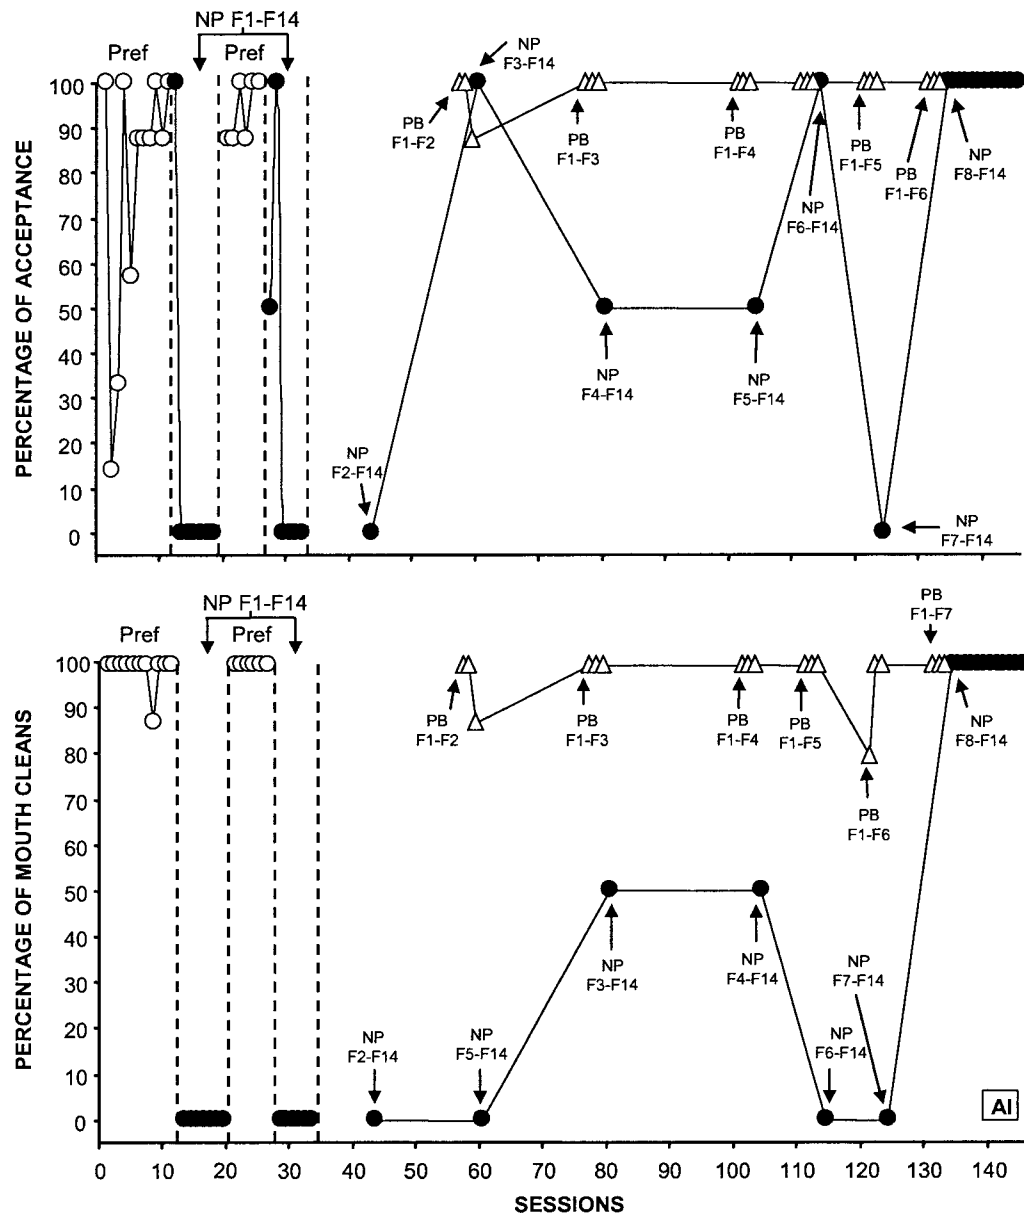 NP F1-F14
Pref
Pref
PERCENTAGE OF ACCEPTANCE
100
90
80
70
60
50
40
30
20
10
0
NP
F2-F14
PB
F1-F2
NP
F3-F14
PB
F1-F3
NP
F4-F14
PB
F1-F4
NP
F5-F14
NP
F6-F14
PB
F1-F5
PB
F1-F6
NP
F7-F14
NP
F8-F14
NP F1-F14
Pref
Pref
PERCENTAGE OF MOUTH CLEANS
100
90
80
70
60
50
40
30
20
10
0
NP
F2-F14
PB
F1-F2
NP
F5-F14
PB
F1-F3
NP
F3-F14
PB
F1-F4
NP
F4-F14
PB
F1-F5
NP
F6-F14
PB
F1-F6
NP
F7-F14
PB
F1-F7
NP
F8-F14
Al
0 10 20 30 40 50 60 70 80 90 100 110 120 130 140
SESSIONS